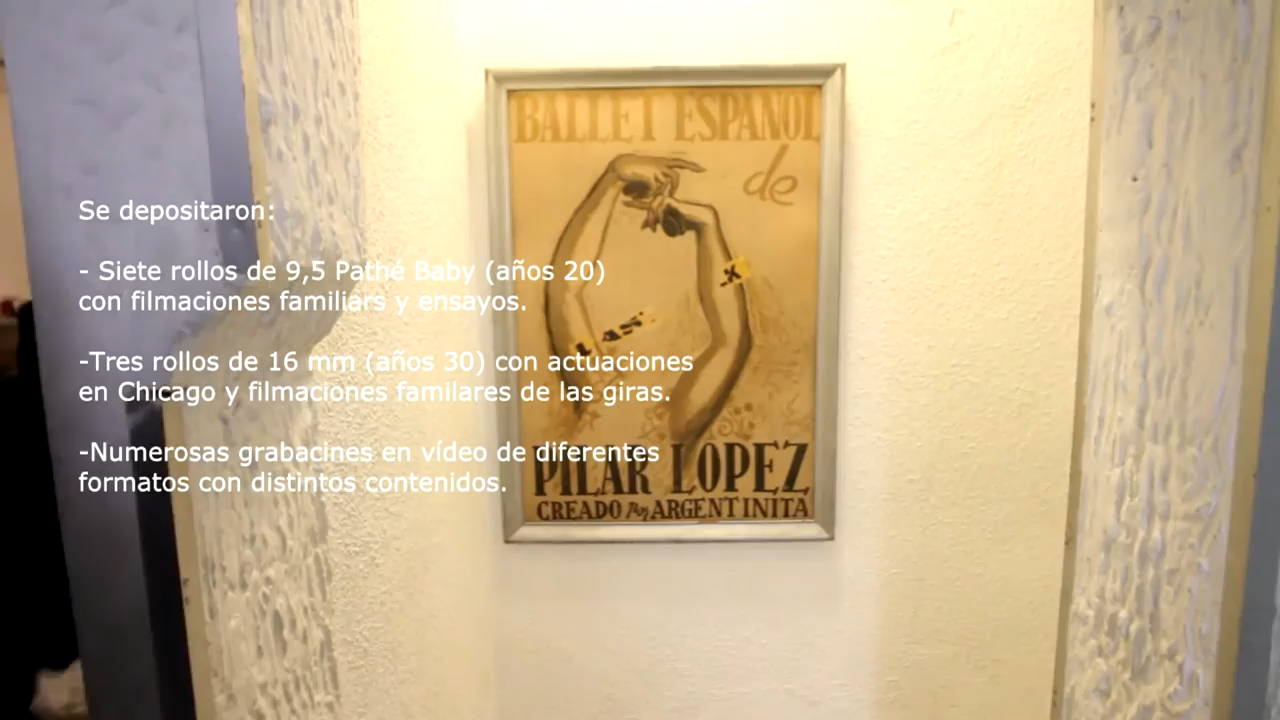 Se depositaron:
- Siete rollos de 9,5 Pathé Baby (años 20)
con filmaciones familiars y ensayos.
-Tres rollos de 16 mm (años 30) con actuaciones
en Chicago y filmaciones familares de las giras.
-Numerosas grabacines en vídeo de diferentes
formatos con distintos contenidos.
BALLET ESPAÑOL
de
PILAR LOPEZ
CREADO Por ARGENTINITA